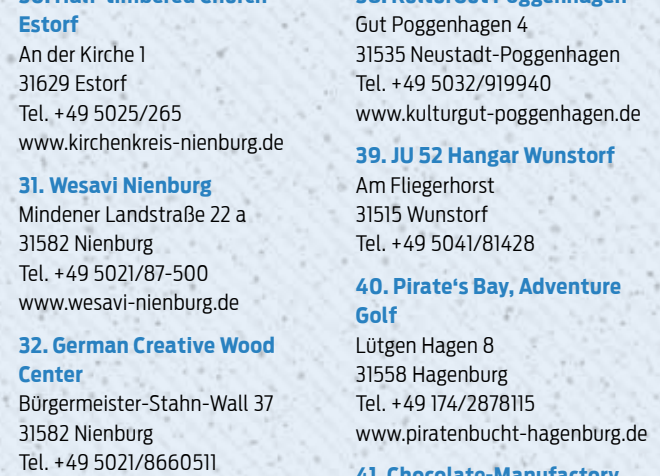 Estorf
An der Kirche 1
31629 Estorf
Tel. +49 5025/265
www.kirchenkreis-nienburg.de
31. Wesavi Nienburg
Mindener Landstraße 22 a
31582 Nienburg
Tel. +49 5021/87-500
www.wesavi-nienburg.de
32. German Creative Wood
Center
Bürgermeister-Stahn-Wall 37
31582 Nienburg
Tel. +49 5021/8660511
Gut Poggenhagen 4
31535 Neustadt-Poggenhagen
Tel. +49 5032/919940
www.kulturgut-poggenhagen.de
39. JU 52 Hangar Wunstorf
Am Fliegerhorst
31515 Wunstorf
Tel. +49 5041/81428
40. Pirate‘s Bay, Adventure
Golf
Lütgen Hagen 8
31558 Hagenburg
Tel. +49 174/2878115
www.piratenbucht-hagenburg.de
41. Chocolate-Manufactory